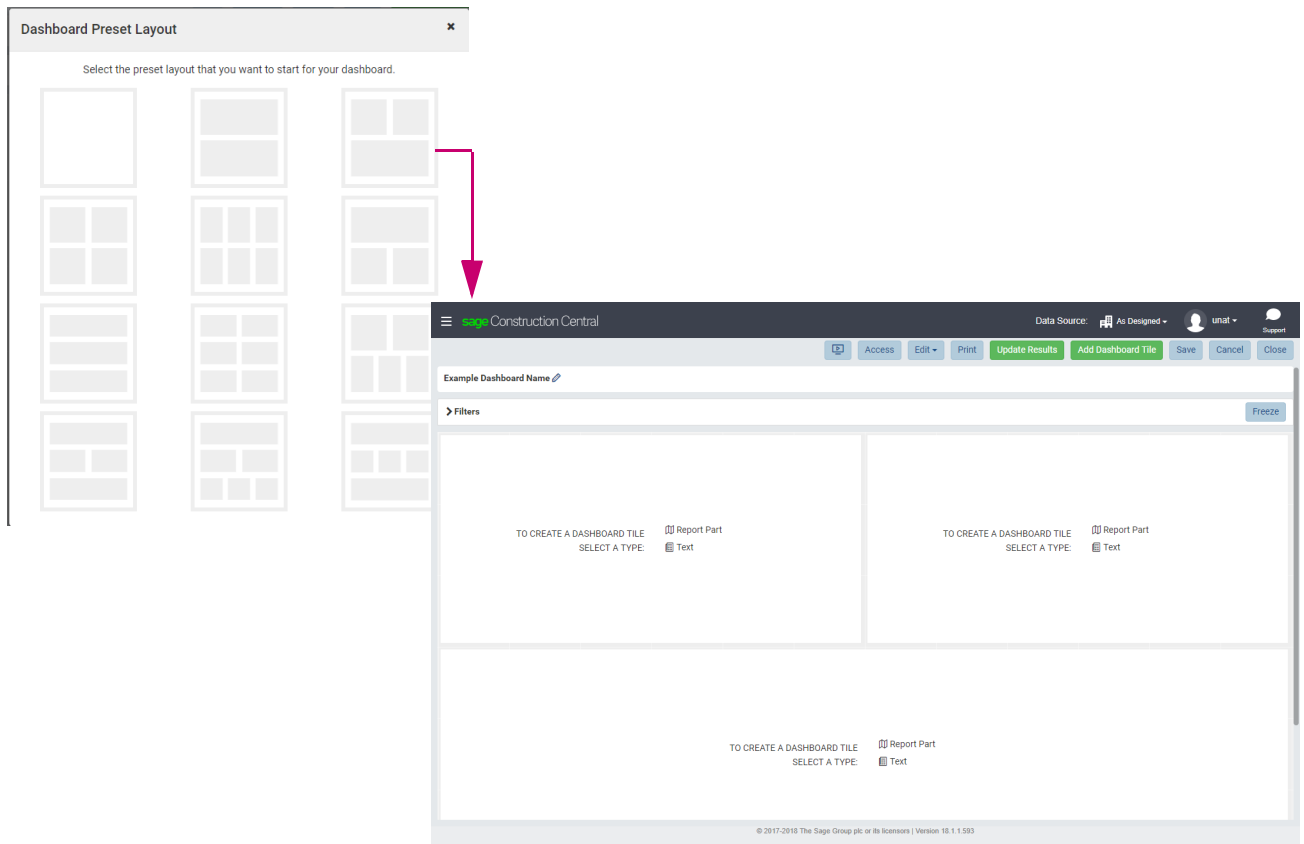 Dashboard Preset Layout
Select the preset layout that you want to start for your dashboard.
sage Construction Central
Data Source:
As Designed
unat
Support
Access
Edit
Print
Update Results
Add Dashboard Tile
Save
Cancel
Close
Example Dashboard Name
Filters
Freeze
TO CREATE A DASHBOARD TILE
SELECT A TYPE:
Report Part
Text
TO CREATE A DASHBOARD TILE
SELECT A TYPE:
Report Part
Text
TO CREATE A DASHBOARD TILE
SELECT A TYPE:
Report Part
Text
© 2017-2018 The Sage Group plc or its licensors | Version 18.1.1.593